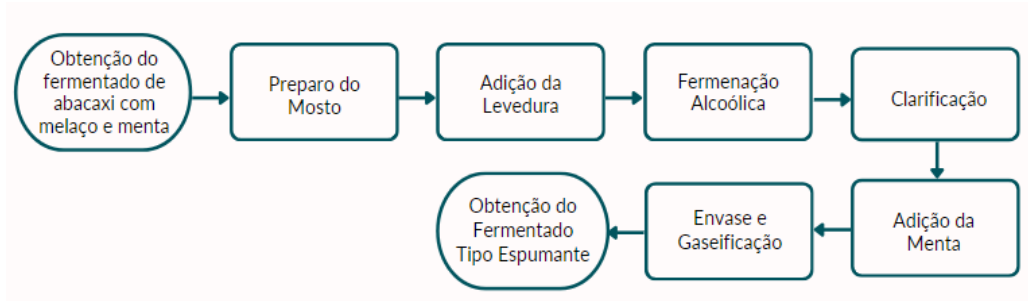 Obtenção do
fermentado de
abacaxi com
melaço e menta
Preparo do
Mosto
Adição da
Levedura
Fermenação
Alcoólica
Clarificação
Adição da
Menta
Envase e
Gaseificação
Obtenção do
Fermentado
Tipo Espumante